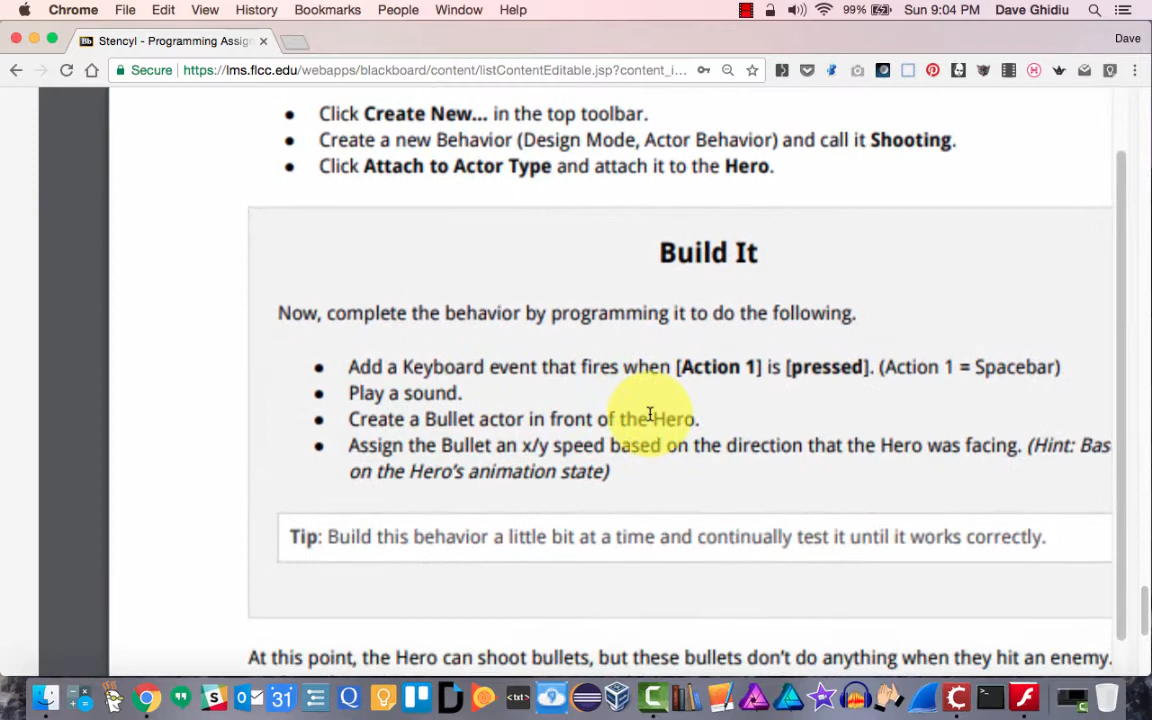 Chrome File Edit View History Bookmarks People Window Help 99% Sun 9:04 PM Dave Ghidiu
Bb Stencyl - Programming Assig Dave
Secure https://lms.flcc.edu/webapps/blackboard/content/listContentEditable.jsp?content_i...
• Click Create New... in the top toolbar.
• Create a new Behavior (Design Mode, Actor Behavior) and call it Shooting.
• Click Attach to Actor Type and attach it to the Hero.
Build It
Now, complete the behavior by programming it to do the following.
• Add a Keyboard event that fires when [Action 1] is [pressed]. (Action 1 = Spacebar)
• Play a sound.
• Create a Bullet actor in front of the Hero.
• Assign the Bullet an x/y speed based on the direction that the Hero was facing. (Hint: Bas
on the Hero's animation state)
Tip: Build this behavior a little bit at a time and continually test it until it works correctly.
At this point, the Hero can shoot bullets, but these bullets don't do anything when they hit an enemy.
31 <txt>